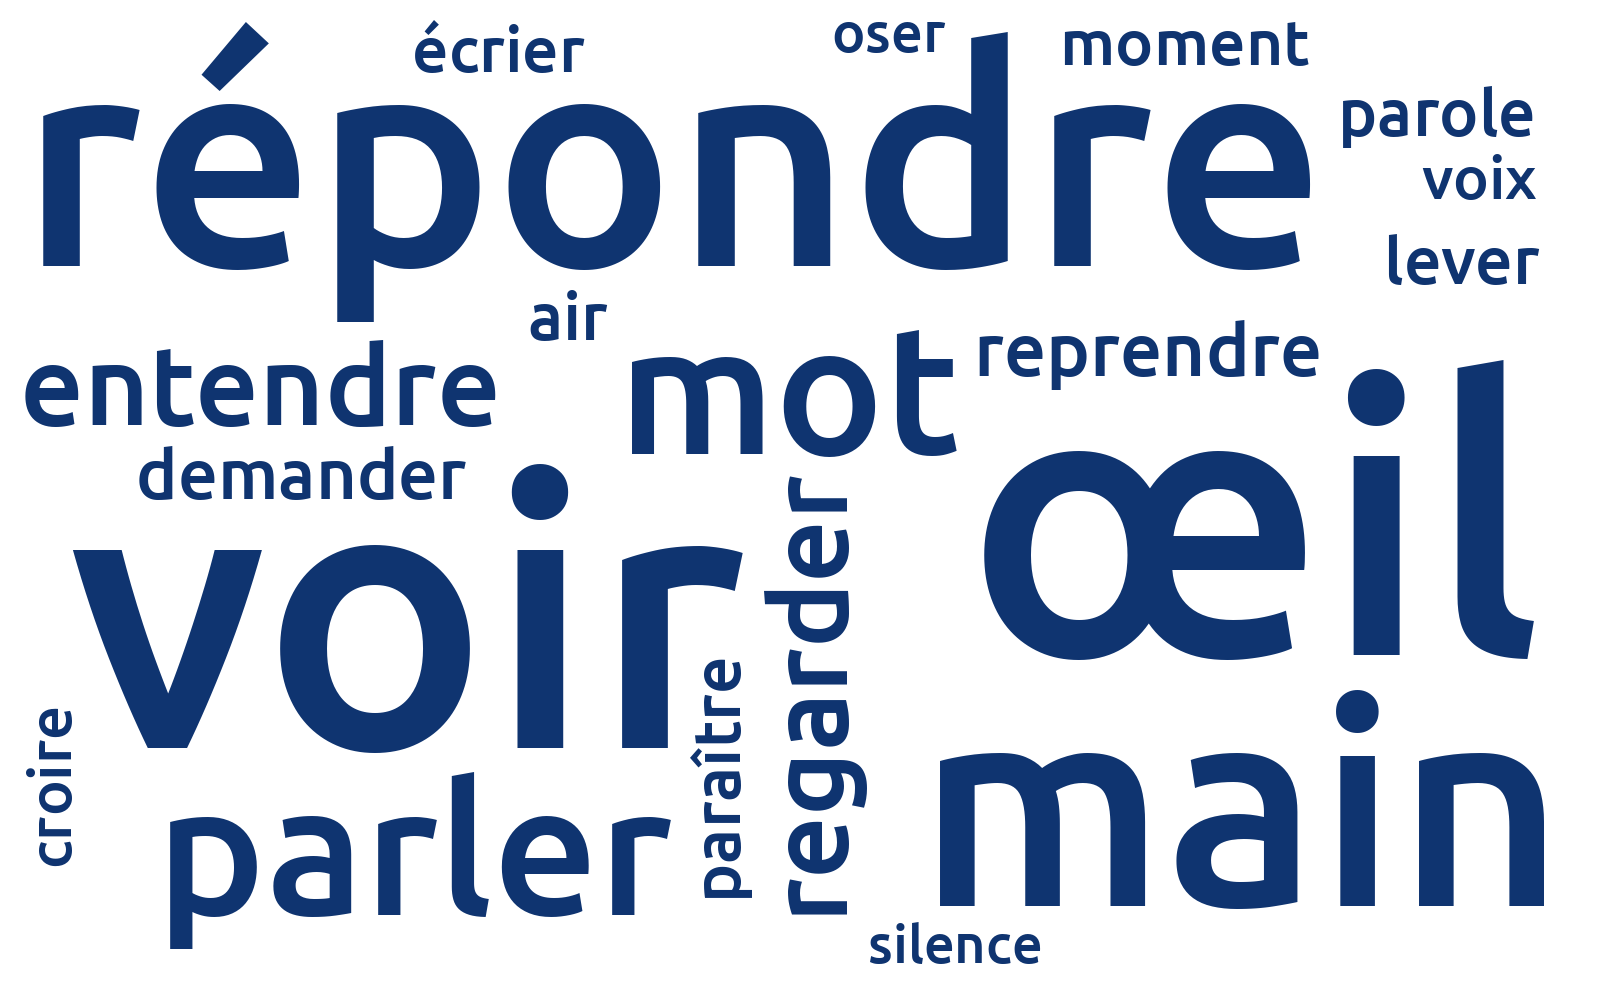 écrier
oser
moment
répondre
parole
voix
lever
air
entendre
mot
reprendre
demander
œil
voir
regarder
paraître
croire
main
parler
silence